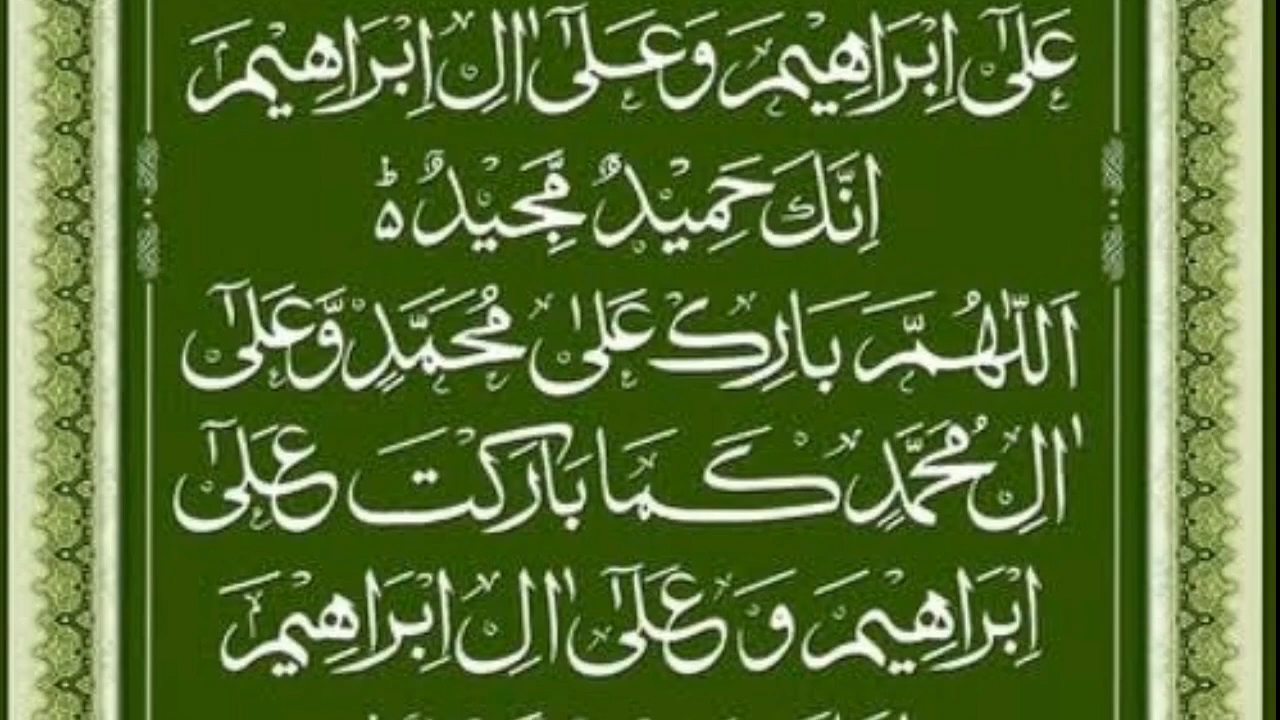 عَلٰٓى اِبْرَاهِيْمَ وَعَلٰٓى اٰلِ اِبْرَاهِيْمَ
اِنَّكَ حَمِيْدٌ مَّجِيْدٌ ؕ
اَللّٰهُمَّ بَارِكْ عَلٰى مُحَمَّدٍ وَّعَلٰٓى
اٰلِ مُحَمَّدٍ كَمَا بَارَكْتَ عَلٰٓى
اِبْرَاهِيْمَ وَ عَلٰٓى اٰلِ اِبْرَاهِيْمَ